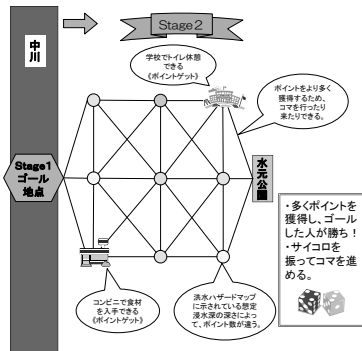 中川
Stage2
学校でトイレ休憩
できる
《ポイントゲット》
ポイントをより多く
獲得するため、
コマを行ったり
来たりできる。
Stage1
ゴール
地点
水元公園
・多くポイントを
獲得し、ゴール
した人が勝ち！
・サイコロを
振ってコマを進
める。
コンビニで食材
を入手できる
《ポイントゲット》
洪水ハザードマップ
に示されている想定
浸水深の深さによっ
て、ポイント数が違う。